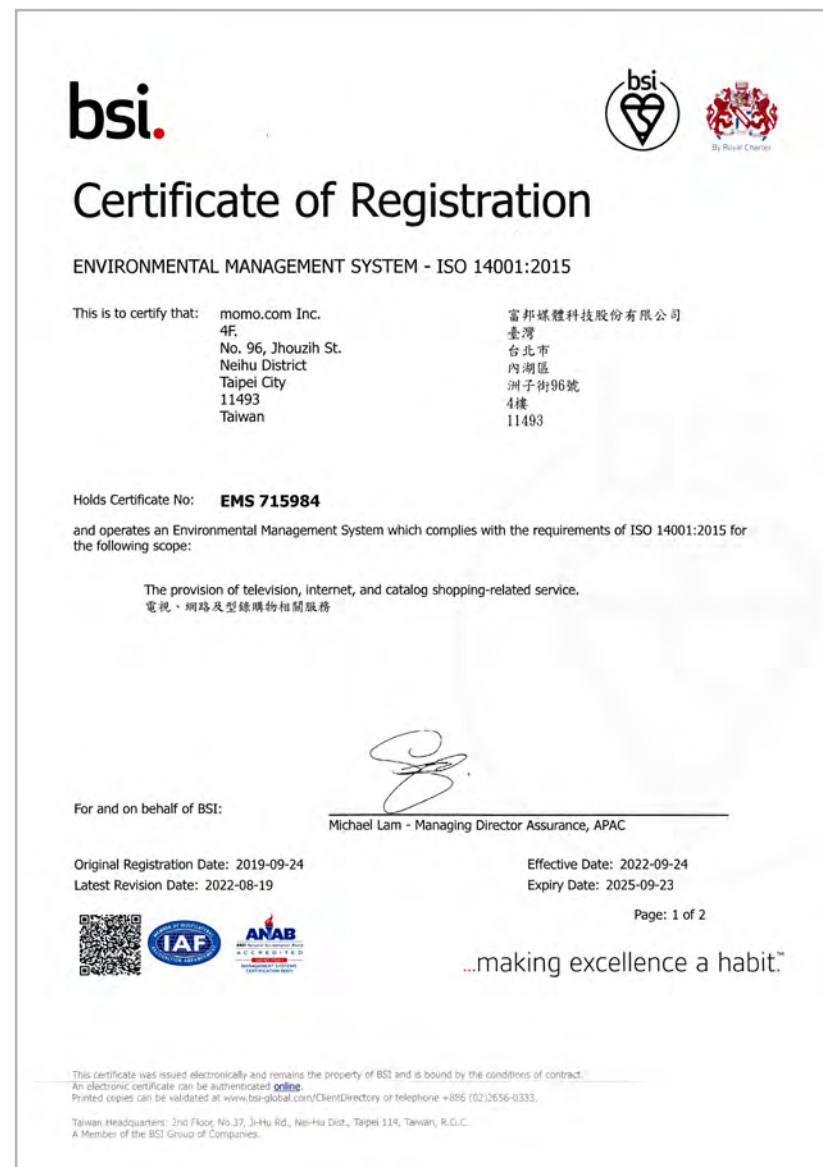 bsi.
bsi
By Royal Charter
Certificate of Registration
ENVIRONMENTAL MANAGEMENT SYSTEM - ISO 14001:2015
This is to certify that:
momo.com Inc.
4F.
No. 96, Jhouzih St.
Neihu District
Taipei City
11493
Taiwan
富邦媒體科技股份有限公司
臺灣
台北市
內湖區
洲子街96號
4樓
11493
Holds Certificate No: EMS 715984
and operates an Environmental Management System which complies with the requirements of ISO 14001:2015 for
the following scope:
The provision of television, internet, and catalog shopping-related service.
電視、網路及型錄購物相關服務
For and on behalf of BSI:
Michael Lam - Managing Director Assurance, APAC
Original Registration Date: 2019-09-24
Effective Date: 2022-09-24
Latest Revision Date: 2022-08-19
Expiry Date: 2025-09-23
Page: 1 of 2
IAF
ANAB
ACCREDITED
MANAGEMENT SYSTEMS
CERTIFICATION BODY
...making excellence a habit.™
This certificate was issued electronically and remains the property of BSI and is bound by the conditions of contract.
An electronic certificate can be authenticated online.
Printed copies can be validated at www.bsi-global.com/ClientDirectory or telephone +886 (02)2656-0333.
Taiwan Headquarters: 2nd Floor, No.37, Ji-Hu Rd., Nei-Hu Dist., Taipei 114, Taiwan, R.O.C.
A Member of the BSI Group of Companies.